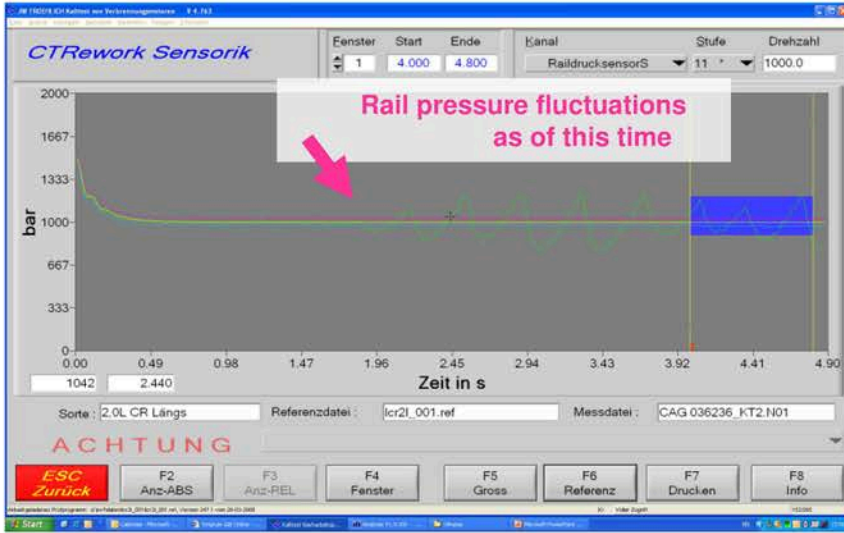 CTRework Sensorik
Fenster Start Ende
1 4.000 4.800
Kanal Stufe Drehzahl
RaildrucksensorS 11 * 1000.0
Rail pressure fluctuations
as of this time
bar
2000
1667
1333
1000
667
333
0
0.00 0.49 0.98 1.47 1.96 2.45 2.94 3.43 3.92 4.41 4.90
1042 2.440
Zeit in s
Sorte : 2.0L CR Längs Referenzdatei : lcr2l_001.ref Messdatei : CAG 036236_KT2.N01
ACHTUNG
ESC F2 F3 F4 F5 F6 F7 F8
Zurück Anz-ABS Anz-REL Fenster Gross Referenz Drucken Info
Start